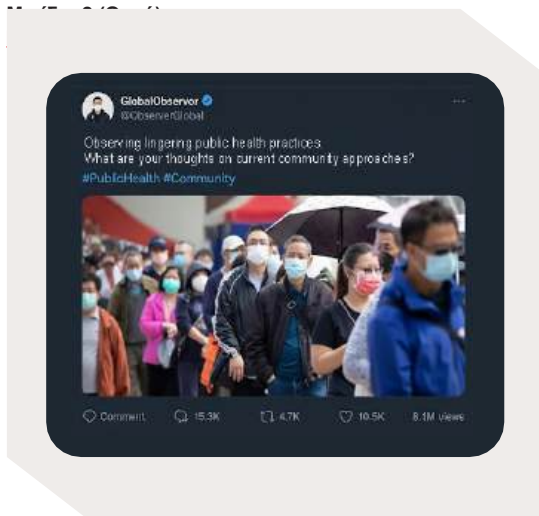 GlobalObservor
@ObserverGlobal
Observing lingering public health practices.
What are your thoughts on current community approaches?
#PublicHealth #Community
Comment 15.3K 4.7K 10.5K 8.1M views